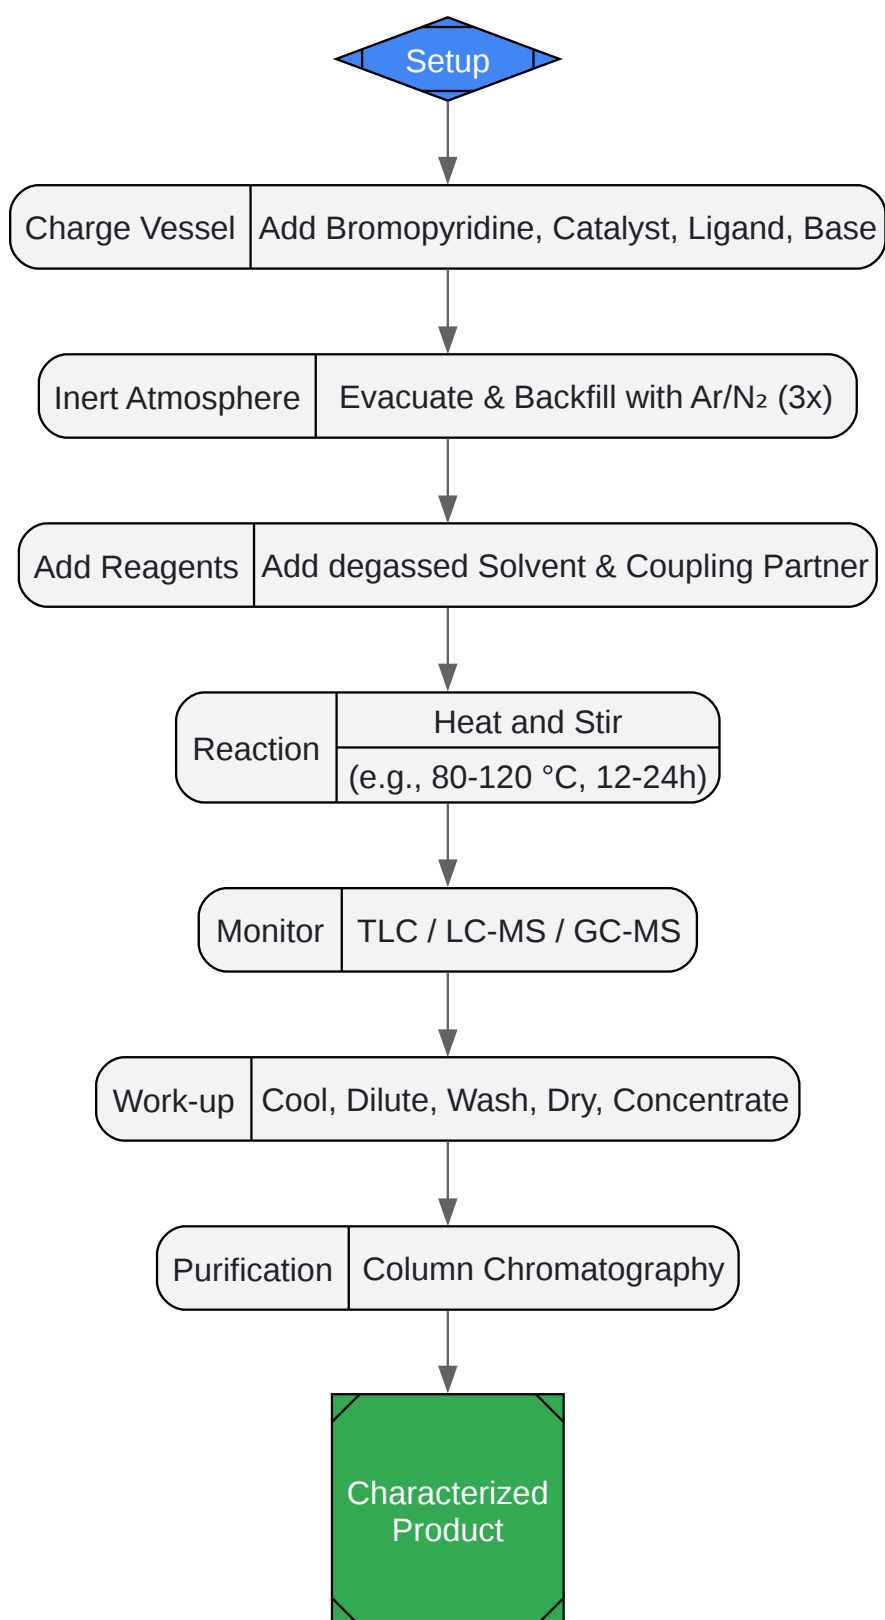 Setup
Charge Vessel
Add Bromopyridine, Catalyst, Ligand, Base
Inert Atmosphere
Evacuate & Backfill with Ar/N₂ (3x)
Add Reagents
Add degassed Solvent & Coupling Partner
Reaction
Heat and Stir
(e.g., 80-120 °C, 12-24h)
Monitor
TLC / LC-MS / GC-MS
Work-up
Cool, Dilute, Wash, Dry, Concentrate
Purification
Column Chromatography
Characterized
Product